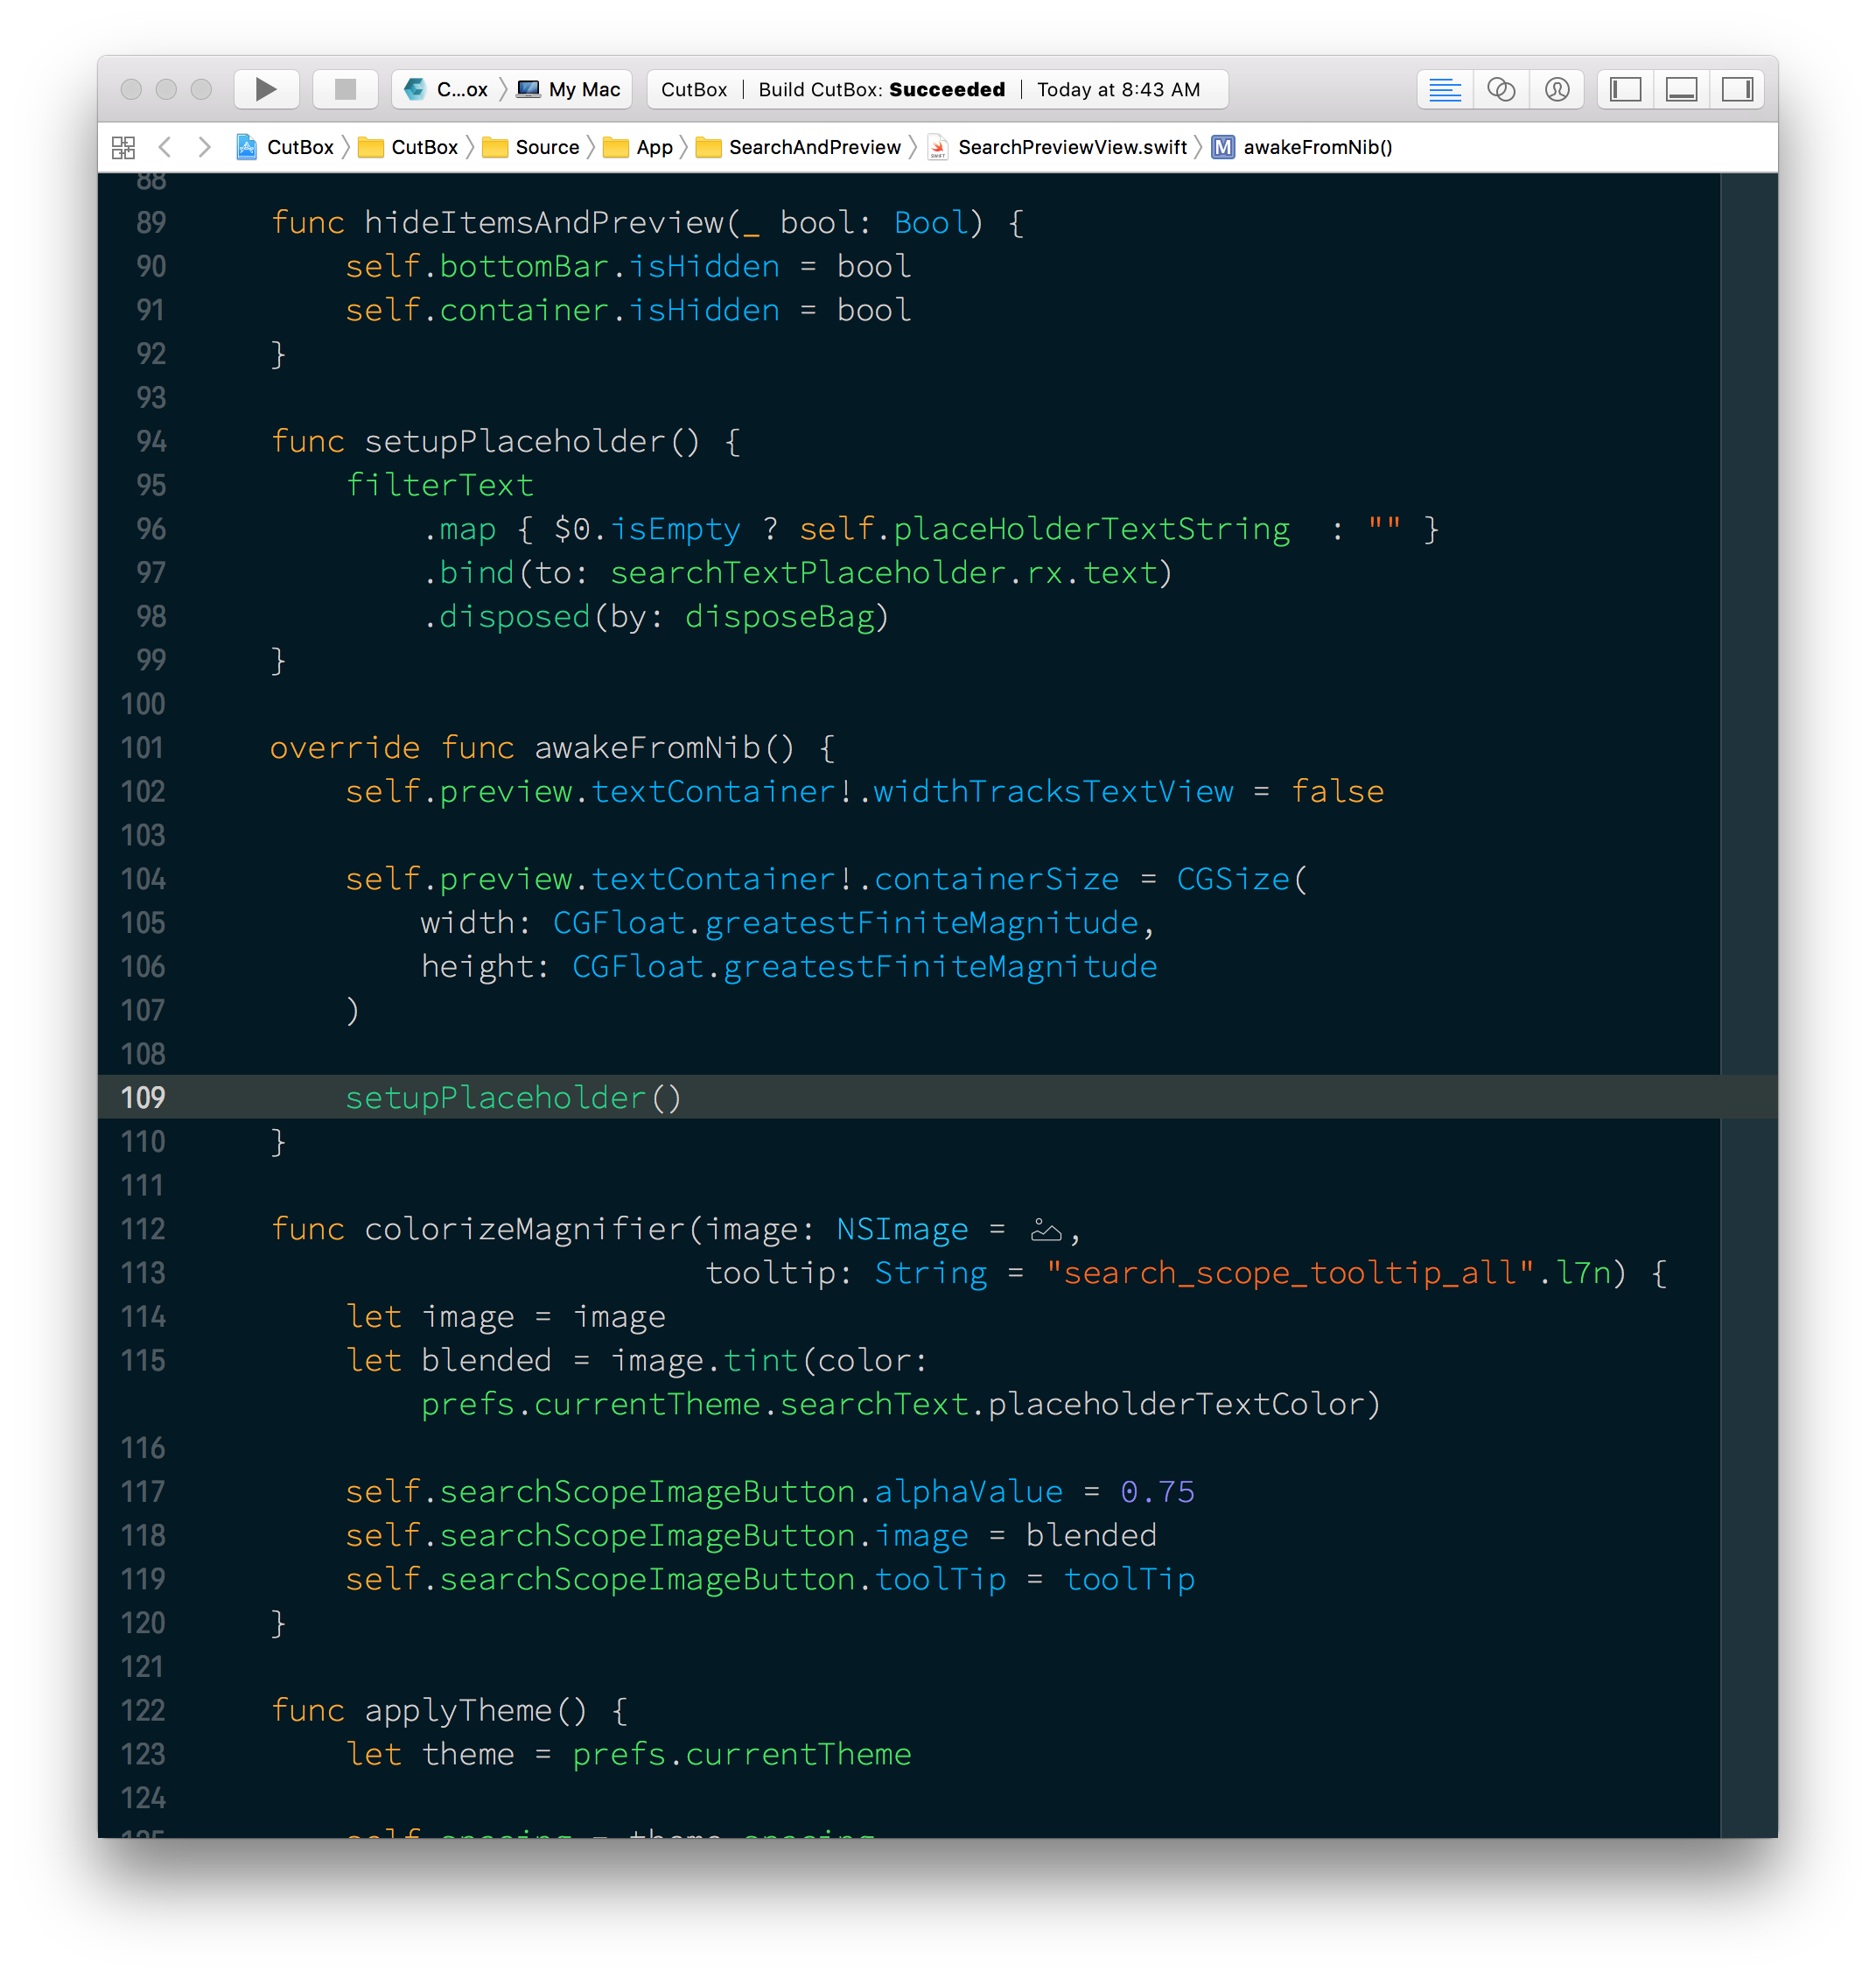 C...ox My Mac CutBox | Build CutBox: Succeeded | Today at 8:43 AM
CutBox CutBox Source App SearchAndPreview SearchPreviewView.swift M awakeFromNib()
88
89 func hideItemsAndPreview(_ bool: Bool) {
90 self.bottomBar.isHidden = bool
91 self.container.isHidden = bool
92 }
93
94 func setupPlaceholder() {
95 filterText
96 .map { $0.isEmpty ? self.placeHolderTextString  : "" }
97 .bind(to: searchTextPlaceholder.rx.text)
98 .disposed(by: disposeBag)
99 }
100
101 override func awakeFromNib() {
102 self.preview.textContainer!.widthTracksTextView = false
103
104 self.preview.textContainer!.containerSize = CGSize(
105 width: CGFloat.greatestFiniteMagnitude,
106 height: CGFloat.greatestFiniteMagnitude
107 )
108
109 setupPlaceholder()
110 }
111
112 func colorizeMagnifier(image: NSImage = ,
113 tooltip: String = "search_scope_tooltip_all".l7n) {
114 let image = image
115 let blended = image.tint(color:
prefs.currentTheme.searchText.placeholderTextColor)
116
117 self.searchScopeImageButton.alphaValue = 0.75
118 self.searchScopeImageButton.image = blended
119 self.searchScopeImageButton.toolTip = toolTip
120 }
121
122 func applyTheme() {
123 let theme = prefs.currentTheme
124
125 self.spacing = theme.spacing